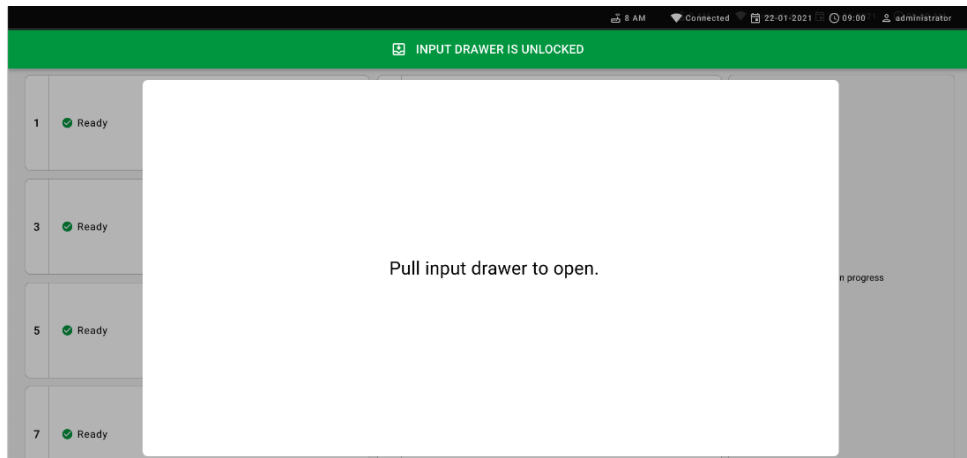 8 AM Connected 22-01-2021 09:00 administrator
INPUT DRAWER IS UNLOCKED
1 Ready
3 Ready
Pull input drawer to open.
n progress
5 Ready
7 Ready